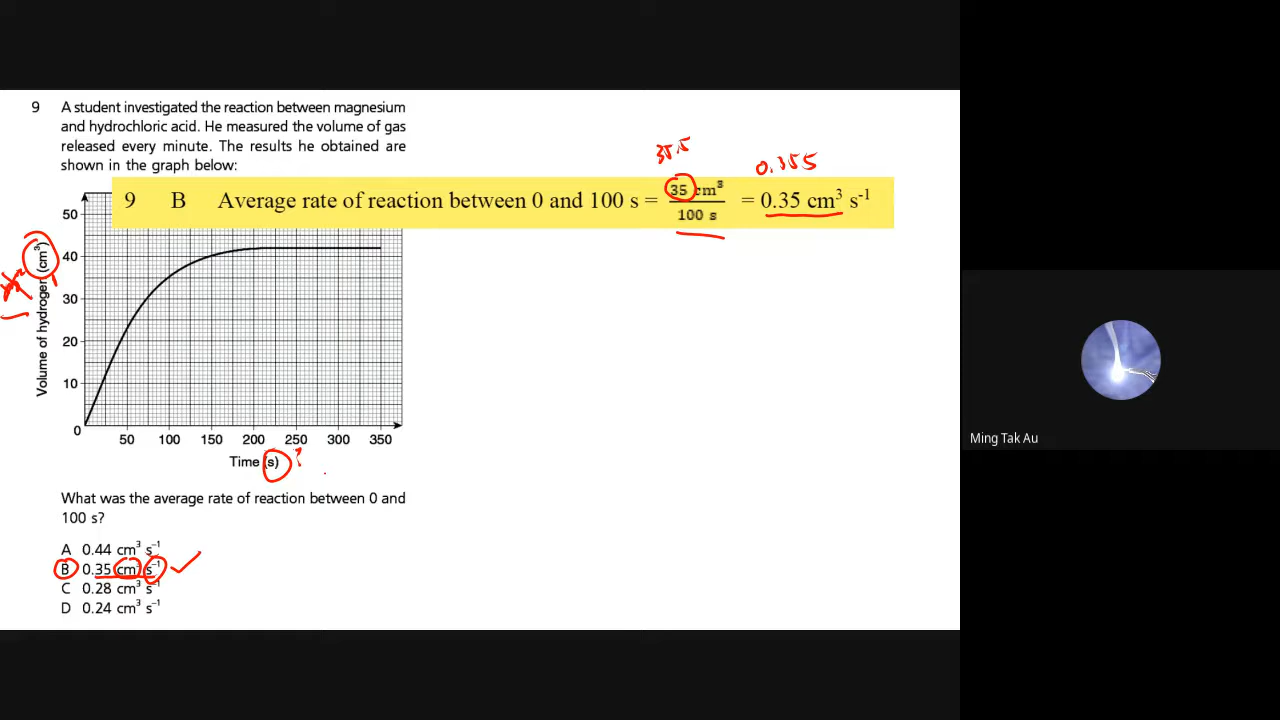 9 A student investigated the reaction between magnesium
and hydrochloric acid. He measured the volume of gas
released every minute. The results he obtained are
shown in the graph below:
35.5
0.355
9 B Average rate of reaction between 0 and 100 s = 35 cm³ / 100 s = 0.35 cm³ s⁻¹
Volume of hydrogen (cm³)
50
40
30
20
10
0
50 100 150 200 250 300 350
Time (s) ?
What was the average rate of reaction between 0 and
100 s?
A 0.44 cm³ s⁻¹
B 0.35 cm³ s⁻¹
C 0.28 cm³ s⁻¹
D 0.24 cm³ s⁻¹
Ming Tak Au